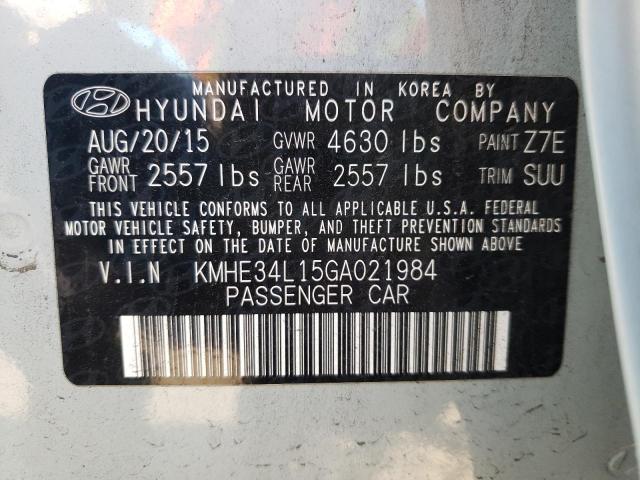 MANUFACTURED IN KOREA BY
HYUNDAI MOTOR COMPANY
AUG/20/15 GVWR 4630 lbs PAINT Z7E
GAWR FRONT 2557 lbs GAWR REAR 2557 lbs TRIM SUU
THIS VEHICLE CONFORMS TO ALL APPLICABLE U.S.A. FEDERAL
MOTOR VEHICLE SAFETY, BUMPER, AND THEFT PREVENTION
STANDARDS IN EFFECT ON THE DATE OF MANUFACTURE SHOWN ABOVE
V.I.N KMHE34L15GA021984
PASSENGER CAR